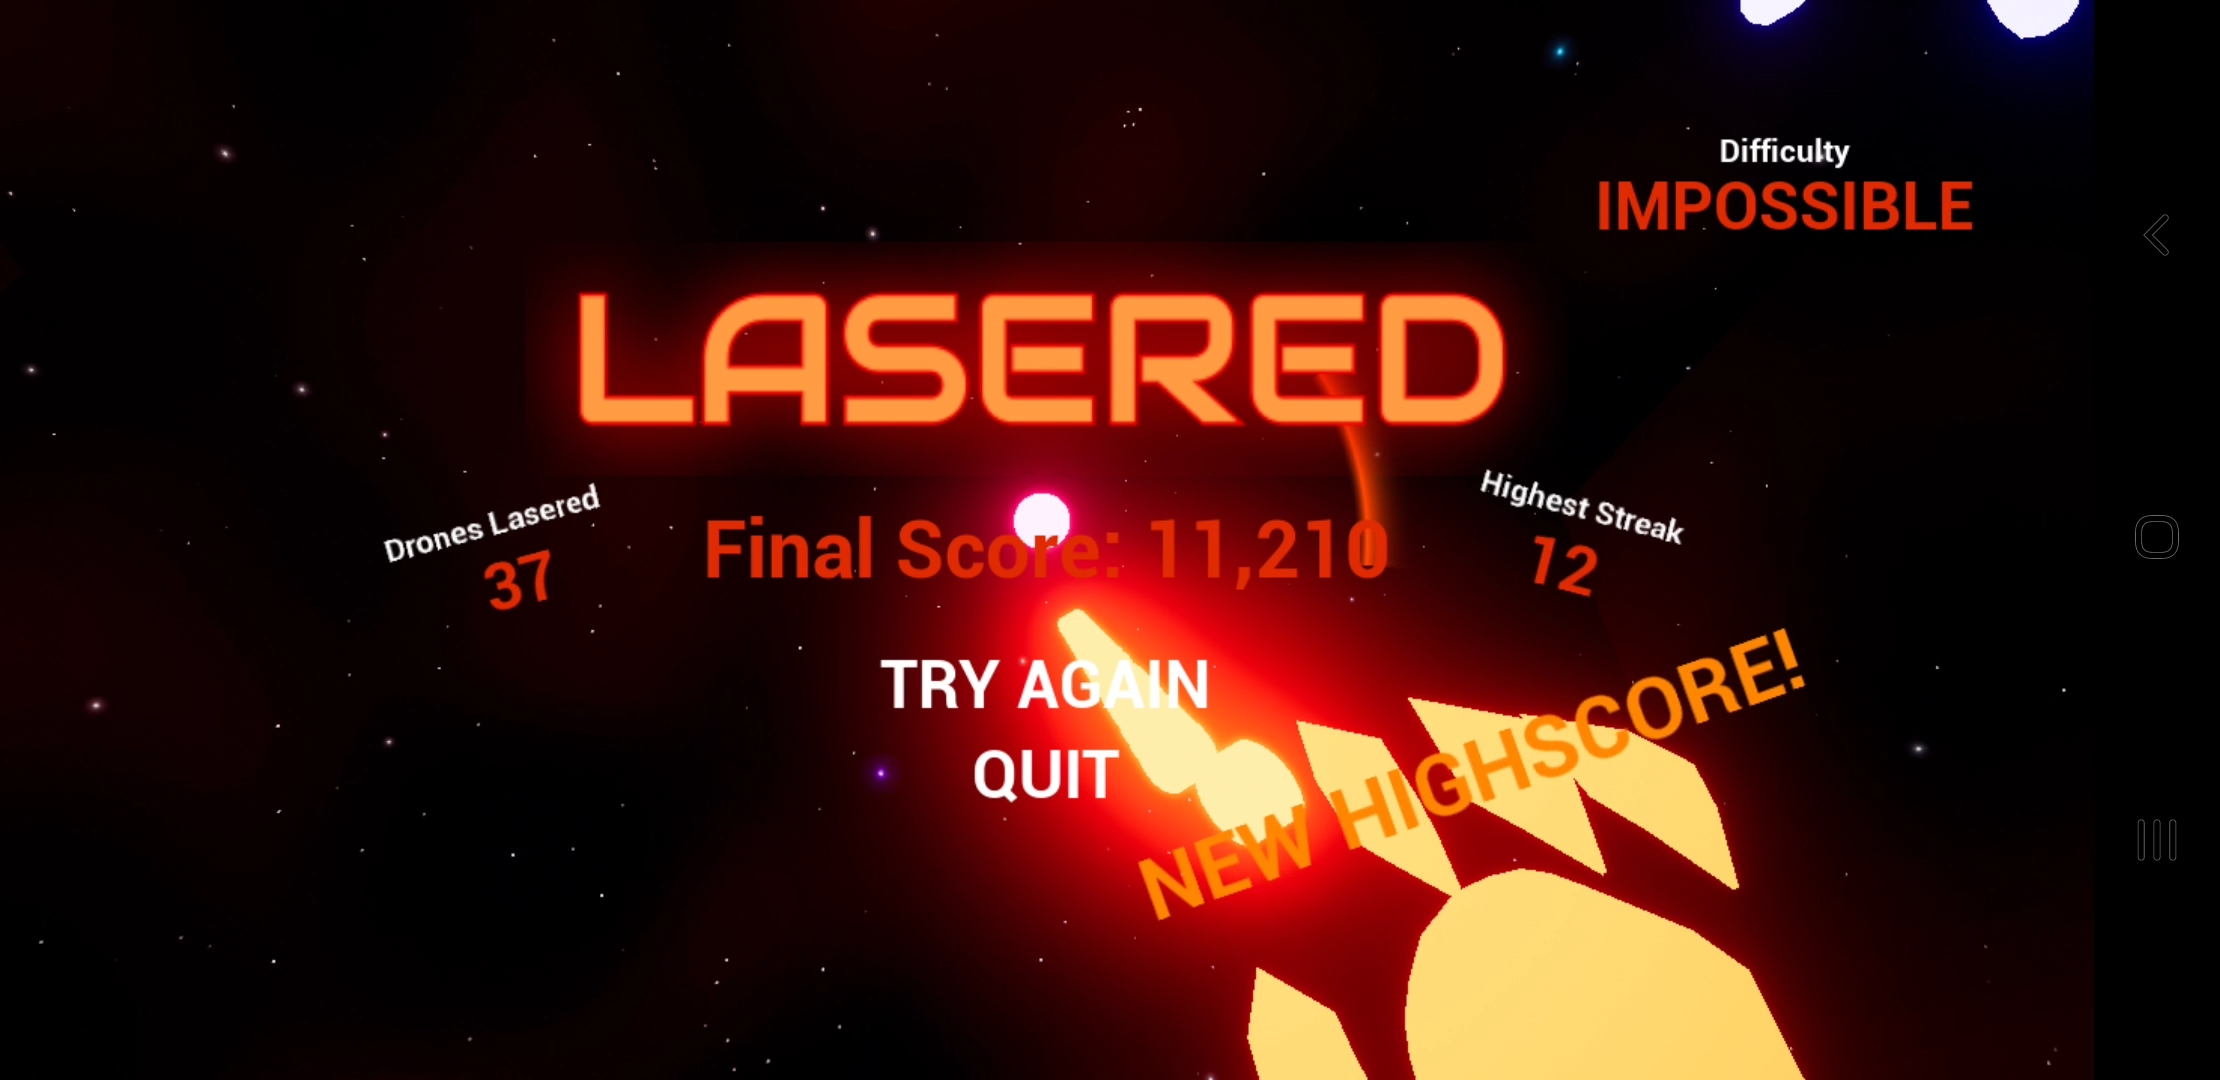 Difficulty
IMPOSSIBLE
LASERED
Drones Lasered
37
Final Score: 11,210
Highest Streak
12
TRY AGAIN
QUIT
NEW HIGHSCORE!